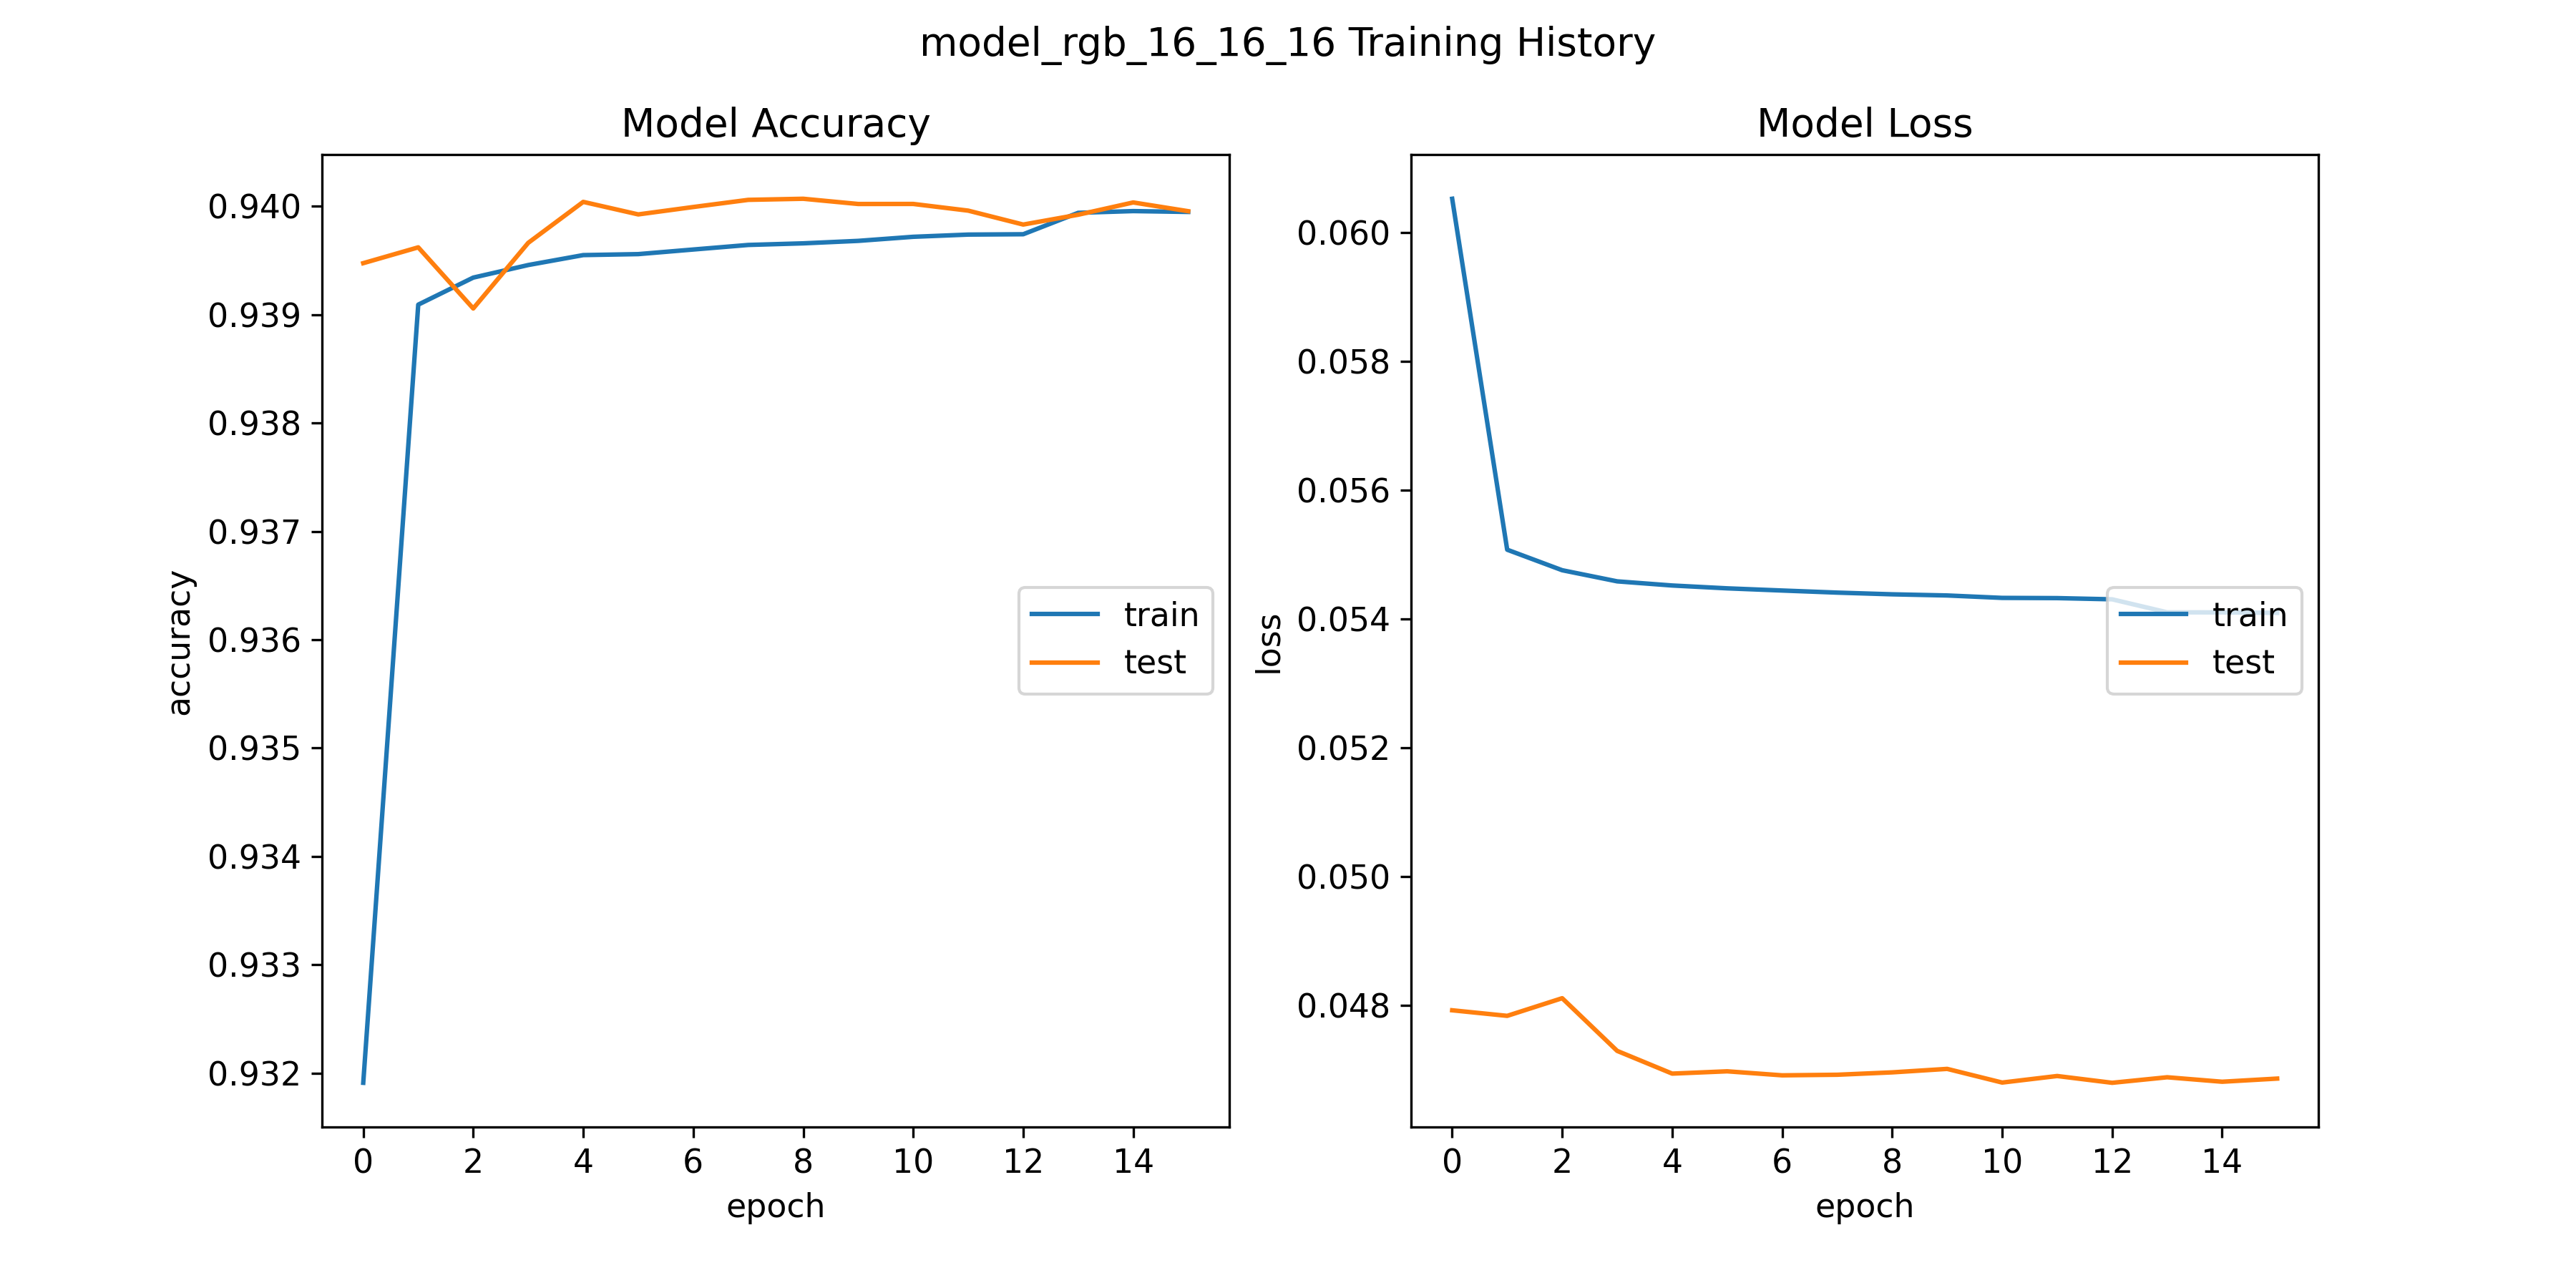 model_rgb_16_16_16 Training History
Model Accuracy
0.940
0.939
0.938
0.937
0.936
0.935
0.934
0.933
0.932
accuracy
0 2 4 6 8 10 12 14
epoch
train
test
Model Loss
0.060
0.058
0.056
0.054
0.052
0.050
0.048
loss
0 2 4 6 8 10 12 14
epoch
train
test